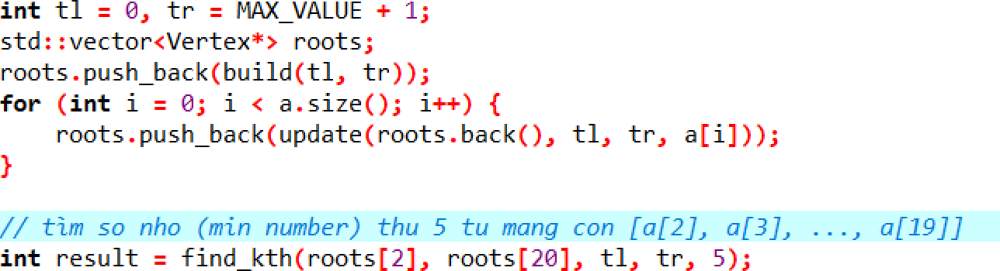 int tl = 0, tr = MAX_VALUE + 1;
std::vector<Vertex*> roots;
roots.push_back(build(tl, tr));
for (int i = 0; i < a.size(); i++) {
    roots.push_back(update(roots.back(), tl, tr, a[i]));
}
// tìm so nho (min number) thu 5 tu mang con [a[2], a[3], ..., a[19]]
int result = find_kth(roots[2], roots[20], tl, tr, 5);